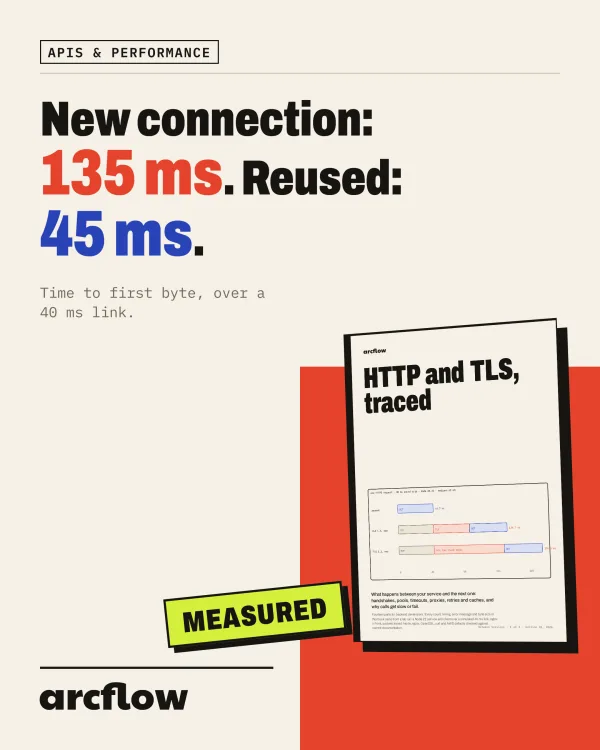 APIS & PERFORMANCE
New connection:
135 ms. Reused:
45 ms.
Time to first byte, over a
40 ms link.
arcflow
HTTP and TLS,
traced
What happens between your service and the next one:
handshakes, pools, timeouts, proxies, retries and caches, and
why calls get slow or fail.
MEASURED
arcflow